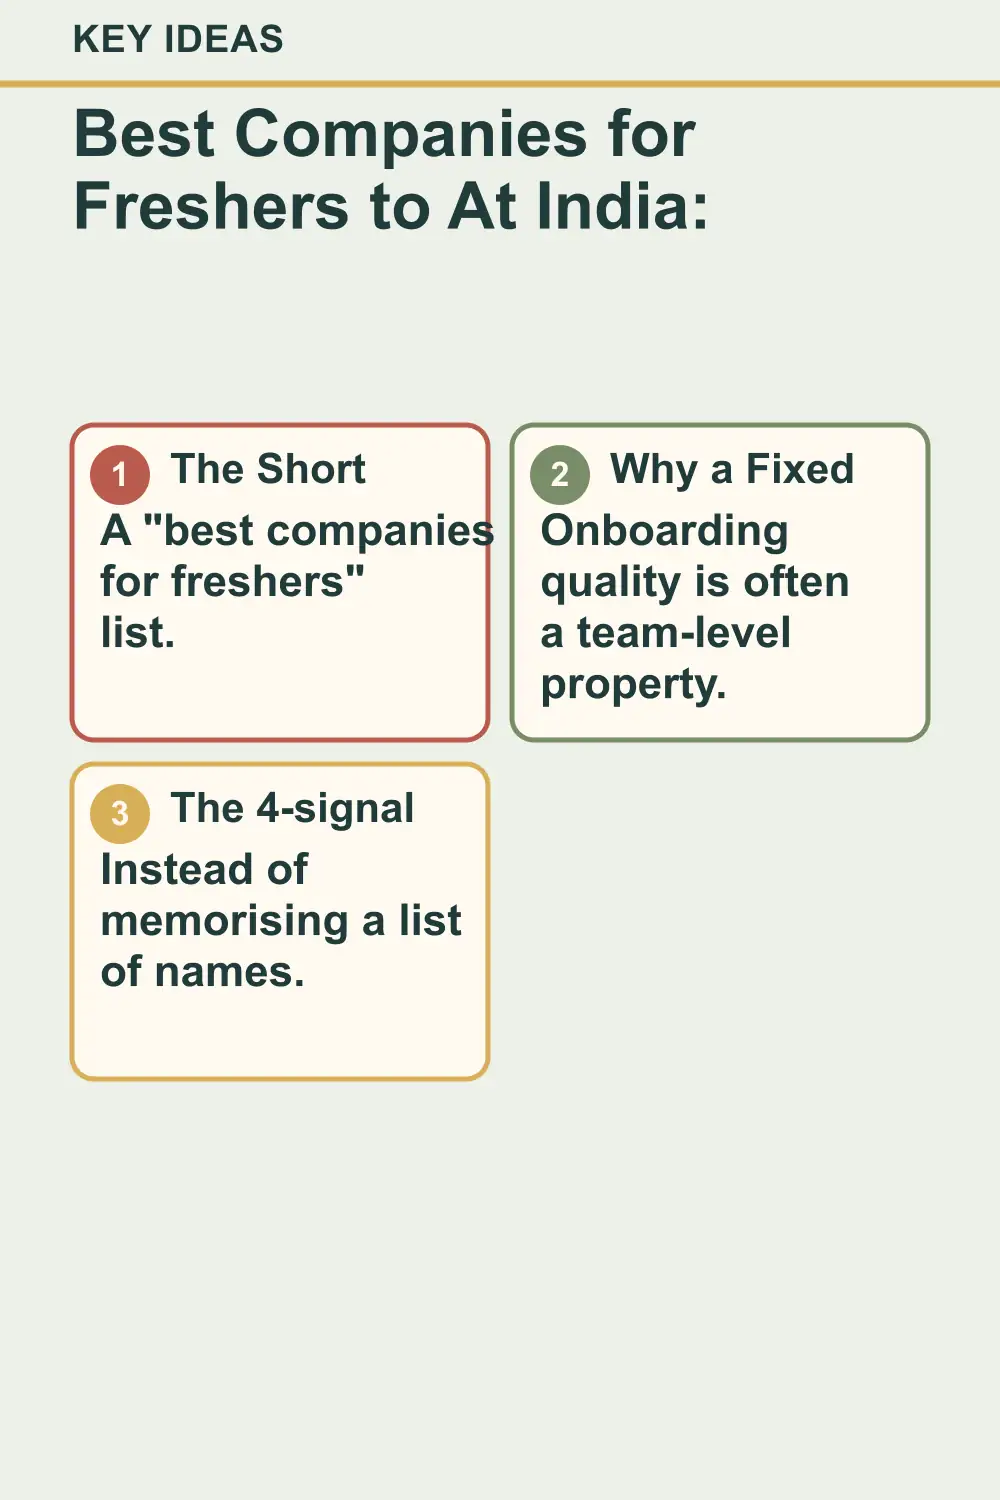 KEY IDEAS
Best Companies for
Freshers to At India:
1 The Short
A "best companies
for freshers"
list.
2 Why a Fixed
Onboarding
quality is often
a team-level
property.
3 The 4-signal
Instead of
memorising a list
of names.